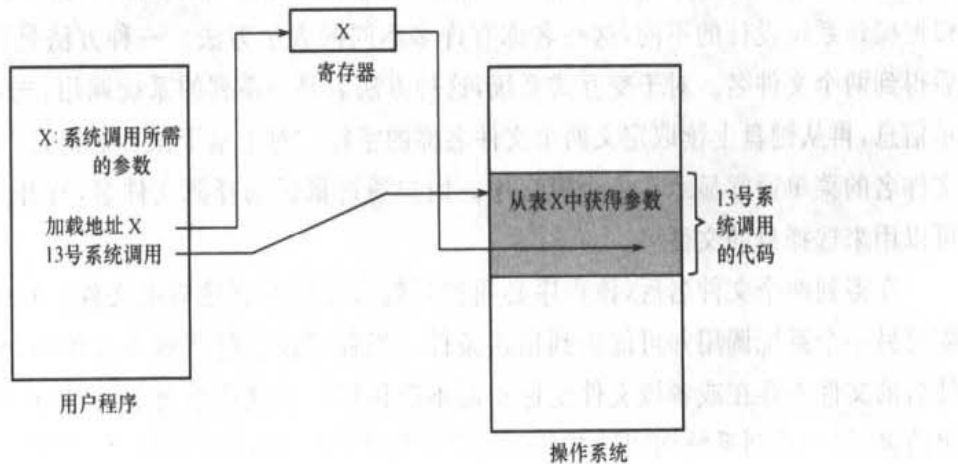 X
寄存器
X:系统调用所需
的参数
加载地址 X
13号系统调用
用户程序
从表X中获得参数
13号系
统调用
的代码
操作系统